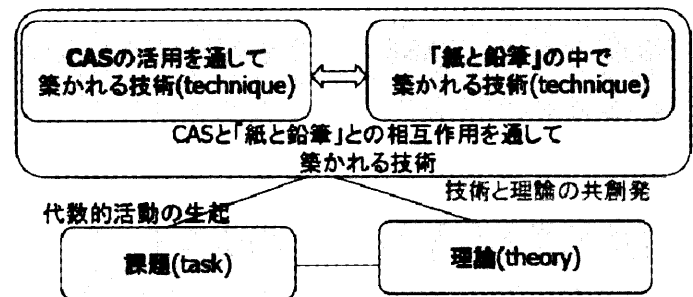 CASの活用を通して
築かれる技術(technique)
「紙と鉛筆」の中で
築かれる技術(technique)
CASと「紙と鉛筆」との相互作用を通して
築かれる技術
技術と理論の共創発
代数的活動の生起
課題(task)
理論(theory)